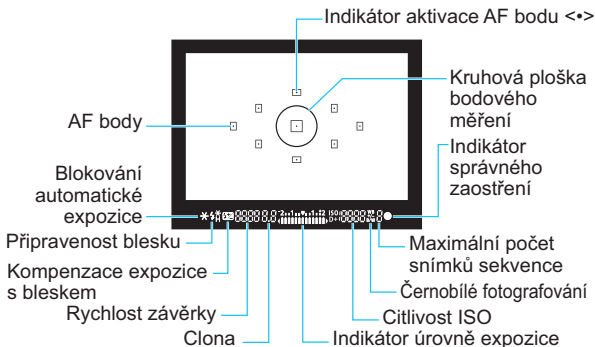 Indikátor aktivace AF bodu <•>
Kruhová ploška
bodového
měření
AF body
Indikátor
správného
zaostření
Blokování
automatické
expozice
Připravenost blesku
Maximální počet
snímků sekvence
Kompenzace expozice
s bleskem
Černobílé fotografování
Rychlost závěrky
Citlivost ISO
Clona
Indikátor úrovně expozice